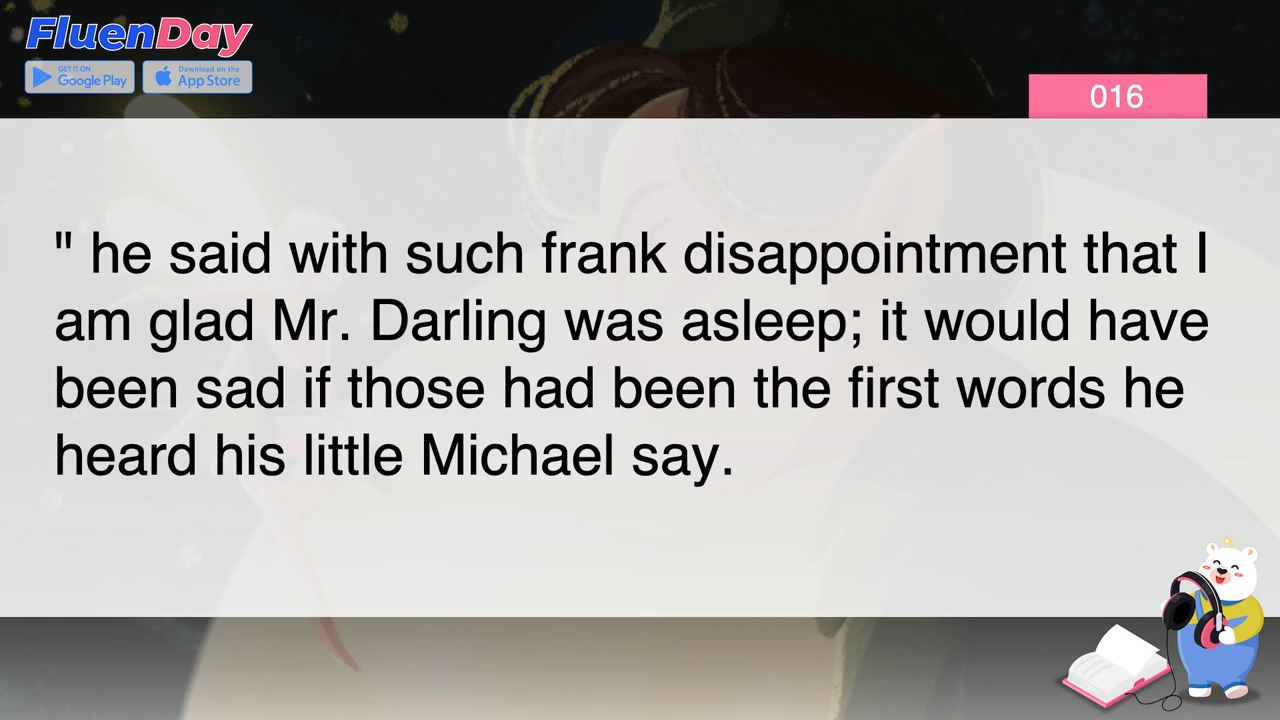 FluenDay
GET IT ON
Google Play
Download on the
App Store
016
" he said with such frank disappointment that I
am glad Mr. Darling was asleep; it would have
been sad if those had been the first words he
heard his little Michael say.